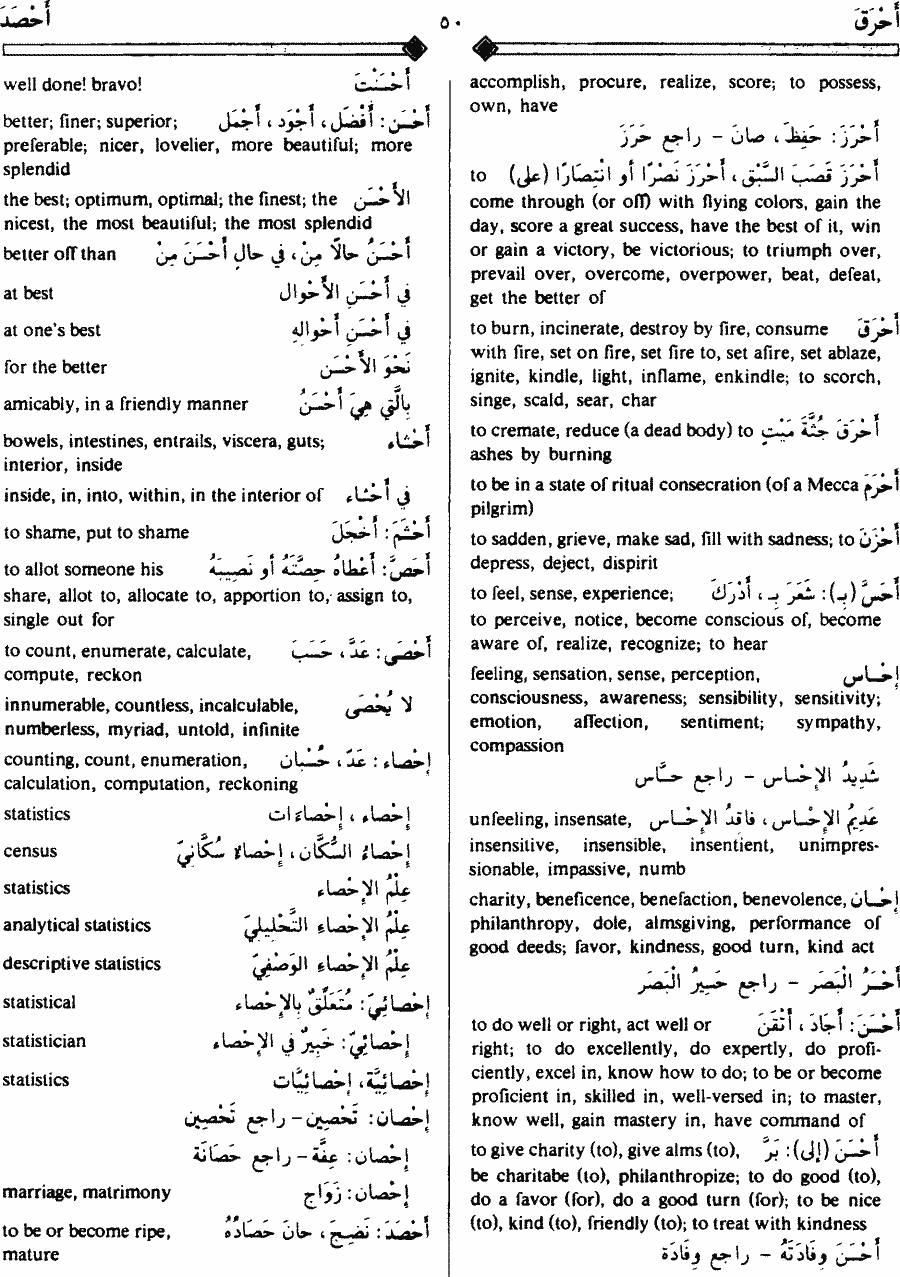 أَحْصَدَ ٥٠ أَحْرَقَ
accomplish, procure, realize, score; to possess,
own, have
أَحْرَزَ: حَفِظَ، صانَ - راجع حَرَزَ
to أَحْرَزَ قَصَبَ السَّبْق، أَحْرَزَ نَصْرًا أو انْتِصارًا (على)
come through (or off) with flying colors, gain the
day, score a great success, have the best of it, win
or gain a victory, be victorious; to triumph over,
prevail over, overcome, overpower, beat, defeat,
get the better of
to burn, incinerate, destroy by fire, consume أَحْرَقَ
with fire, set on fire, set fire to, set afire, set ablaze,
ignite, kindle, light, inflame, enkindle; to scorch,
singe, scald, sear, char
to cremate, reduce (a dead body) to أَحْرَقَ جُثَّةَ مَيْتٍ
ashes by burning
to be in a state of ritual consecration (of a Mecca أَحْرَمَ
pilgrim)
to sadden, grieve, make sad, fill with sadness; to أَحْزَنَ
depress, deject, dispirit
to feel, sense, experience; أَحَسَّ (بِـ): شَعَرَ بِـ، أَدْرَكَ
to perceive, notice, become conscious of, become
aware of, realize, recognize; to hear
feeling, sensation, sense, perception, إحْساس
consciousness, awareness; sensibility, sensitivity;
emotion, affection, sentiment; sympathy,
compassion
شَدِيدُ الإحْساس - راجع حَسَّاس
unfeeling, insensate, عَدِيمُ الإحْساس، فاقِدُ الإحْساس
insensitive, insensible, insentient, unimpres-
sionable, impassive, numb
charity, beneficence, benefaction, benevolence, إحْسان
philanthropy, dole, almsgiving, performance of
good deeds; favor, kindness, good turn, kind act
أَحْسَرُ الْبَصَر - راجع حَسِيرُ الْبَصَر
to do well or right, act well or أَحْسَنَ: أَجادَ، أَتْقَنَ
right; to do excellently, do expertly, do profi-
ciently, excel in, know how to do; to be or become
proficient in, skilled in, well-versed in; to master,
know well, gain mastery in, have command of
to give charity (to), give alms (to), أَحْسَنَ (إلى): بَرَّ
be charitabe (to), philanthropize; to do good (to),
do a favor (for), do a good turn (for); to be nice
(to), kind (to), friendly (to); to treat with kindness
أَحْسَنَ وِفادَتَهُ - راجع وِفادَة
well done! bravo! أَحْسَنْتَ
better; finer; superior; أَحْسَن: أَفْضَل، أَجْوَد، أَجْمَل
preferable; nicer, lovelier, more beautiful; more
splendid
the best; optimum, optimal; the finest; the الأَحْسَن
nicest, the most beautiful; the most splendid
better off than أَحْسَنُ حالًا مِنْ، في حالٍ أَحْسَنَ مِنْ
at best في أَحْسَنِ الأَحْوال
at one's best في أَحْسَنِ أَحْوالِهِ
for the better نَحْوَ الأَحْسَن
amicably, in a friendly manner بِالَّتي هِيَ أَحْسَنُ
bowels, intestines, entrails, viscera, guts; أَحْشاء
interior, inside
inside, in, into, within, in the interior of في أَحْشاء
to shame, put to shame أَحْشَمَ: أَخْجَلَ
to allot someone his أَحَصَّ: أَعْطاهُ حِصَّتَهُ أو نَصِيبَهُ
share, allot to, allocate to, apportion to, assign to,
single out for
to count, enumerate, calculate, أَحْصَى: عَدَّ، حَسَبَ
compute, reckon
innumerable, countless, incalculable, لا يُحْصَى
numberless, myriad, untold, infinite
counting, count, enumeration, إحْصاء: عَدّ، حُسْبان
calculation, computation, reckoning
statistics إحْصاء، إحْصاءَات
census إحْصاءُ السُّكَّان، إحْصاءٌ سُكَّانِيّ
statistics عِلْمُ الإحْصاء
analytical statistics عِلْمُ الإحْصاء التَّحْلِيليّ
descriptive statistics عِلْمُ الإحْصاء الوَصْفِيّ
statistical إحْصائيّ: مُتَعَلِّقٌ بِالإحْصاء
statistician إحْصائيّ: خَبِيرٌ في الإحْصاء
statistics إحْصائيَّة، إحْصائيَّات
إحْصان: تَحْصِين - راجع تَحْصِين
إحْصان: عِفَّة - راجع حَصانَة
marriage, matrimony إحْصان: زَوَاج
to be or become ripe, أَحْصَدَ: نَضِجَ، حانَ حَصادُهُ
mature